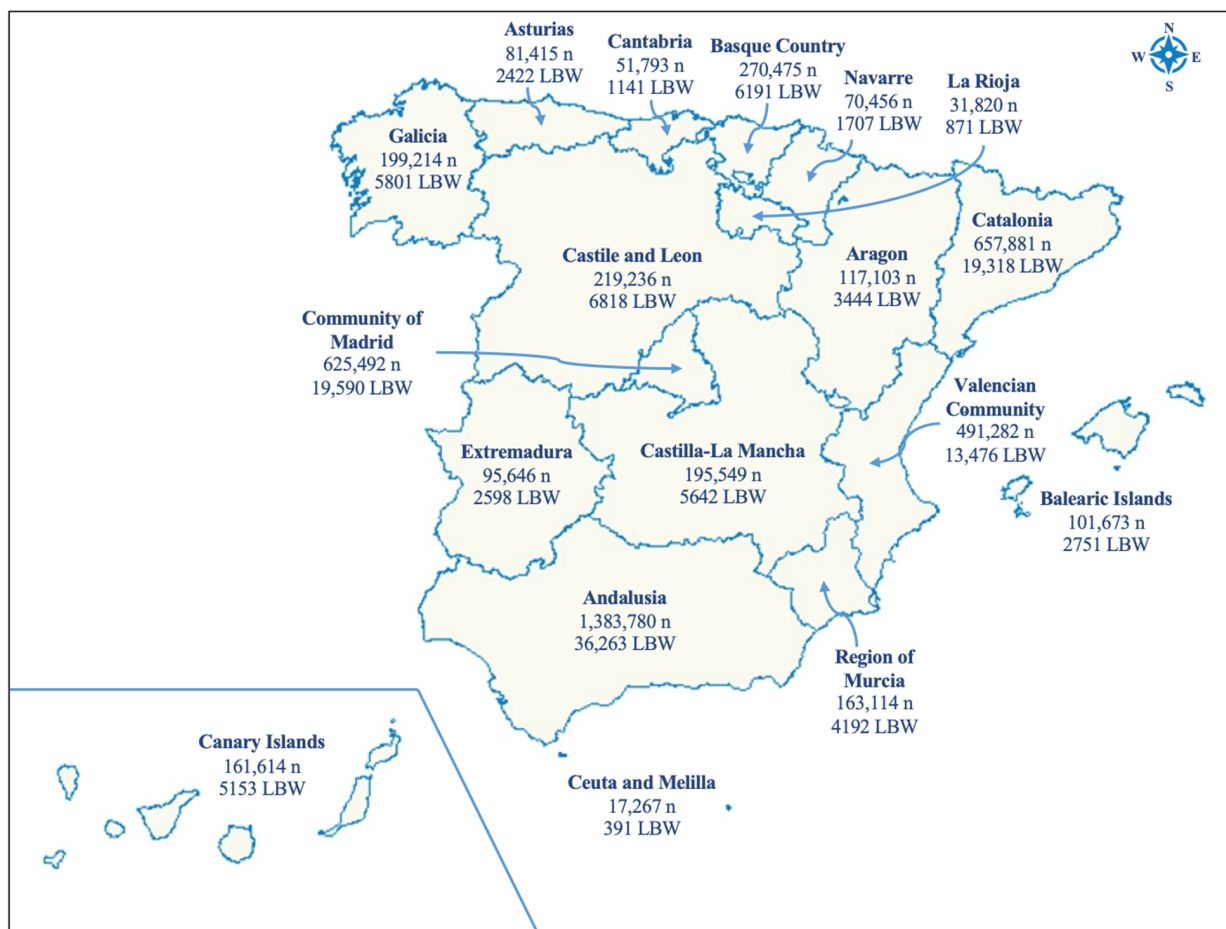 N
W
E
S
Asturias
81,415 n
2422 LBW
Cantabria
51,793 n
1141 LBW
Basque Country
270,475 n
6191 LBW
Navarre
70,456 n
1707 LBW
La Rioja
31,820 n
871 LBW
Galicia
199,214 n
5801 LBW
Castile and Leon
219,236 n
6818 LBW
Aragon
117,103 n
3444 LBW
Catalonia
657,881 n
19,318 LBW
Community of
Madrid
625,492 n
19,590 LBW
Valencian
Community
491,282 n
13,476 LBW
Extremadura
95,646 n
2598 LBW
Castilla-La Mancha
195,549 n
5642 LBW
Balearic Islands
101,673 n
2751 LBW
Andalusia
1,383,780 n
36,263 LBW
Region of
Murcia
163,114 n
4192 LBW
Canary Islands
161,614 n
5153 LBW
Ceuta and Melilla
17,267 n
391 LBW